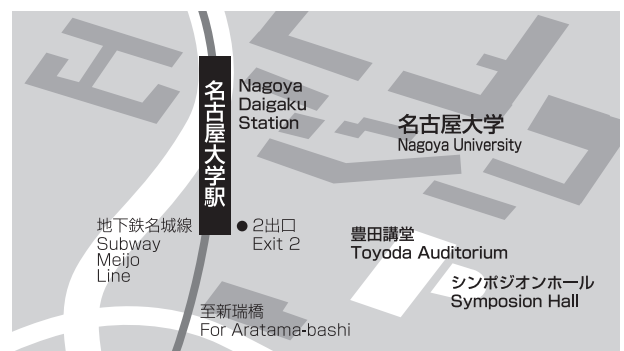 名古屋大学駅
Nagoya
Daigaku
Station
名古屋大学
Nagoya University
地下鉄名城線
Subway
Meijo
Line
2出口
Exit 2
豊田講堂
Toyoda Auditorium
シンポジオンホール
Symposion Hall
至新瑞橋
For Aratama-bashi